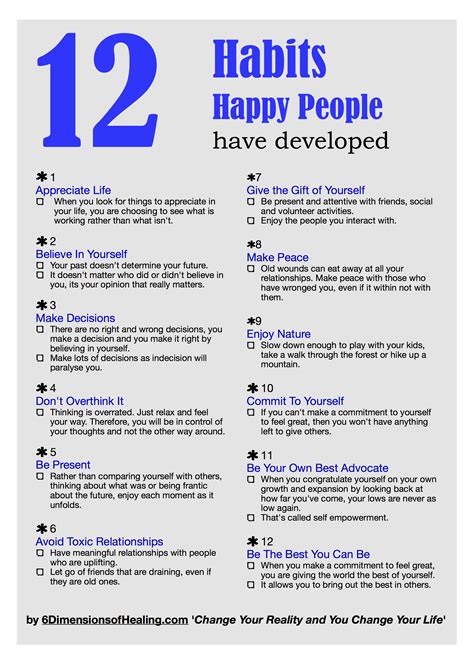 12
Habits
Happy People
have developed
* 1
Appreciate Life
When you look for things to appreciate in
your life, you are choosing to see what is
working rather than what isn't.
* 2
Believe In Yourself
Your past doesn't determine your future.
It doesn't matter who did or didn't believe in
you, its your opinion that really matters.
* 3
Make Decisions
There are no right and wrong decisions, you
make a decision and you make it right by
believing in yourself.
Make lots of decisions as indecision will
paralyse you.
* 4
Don't Overthink It
Thinking is overrated. Just relax and feel
your way. Therefore, you will be in control of
your thoughts and not the other way around.
* 5
Be Present
Rather than comparing yourself with others,
thinking about what was or being frantic
about the future, enjoy each moment as it
unfolds.
* 6
Avoid Toxic Relationships
Have meaningful relationships with people
who are uplifting.
Let go of friends that are draining, even if
they are old ones.
*7
Give the Gift of Yourself
Be present and attentive with friends, social
and volunteer activities.
Enjoy the people you interact with.
*8
Make Peace
Old wounds can eat away at all your
relationships. Make peace with those who
have wronged you, even if it within not with
them.
*9
Enjoy Nature
Slow down enough to play with your kids,
take a walk through the forest or hike up a
mountain.
* 10
Commit To Yourself
If you can't make a commitment to yourself
to feel great, then you won't have anything
left to give others.
* 11
Be Your Own Best Advocate
When you congratulate yourself on your own
growth and expansion by looking back at
how far you've come, your lows are never as
low again.
That's called self empowerment.
* 12
Be The Best You Can Be
When you make a commitment to feel great,
you are giving the world the best of yourself.
It allows you to bring out the best in others.
by 6DimensionsofHealing.com 'Change Your Reality and You Change Your Life'